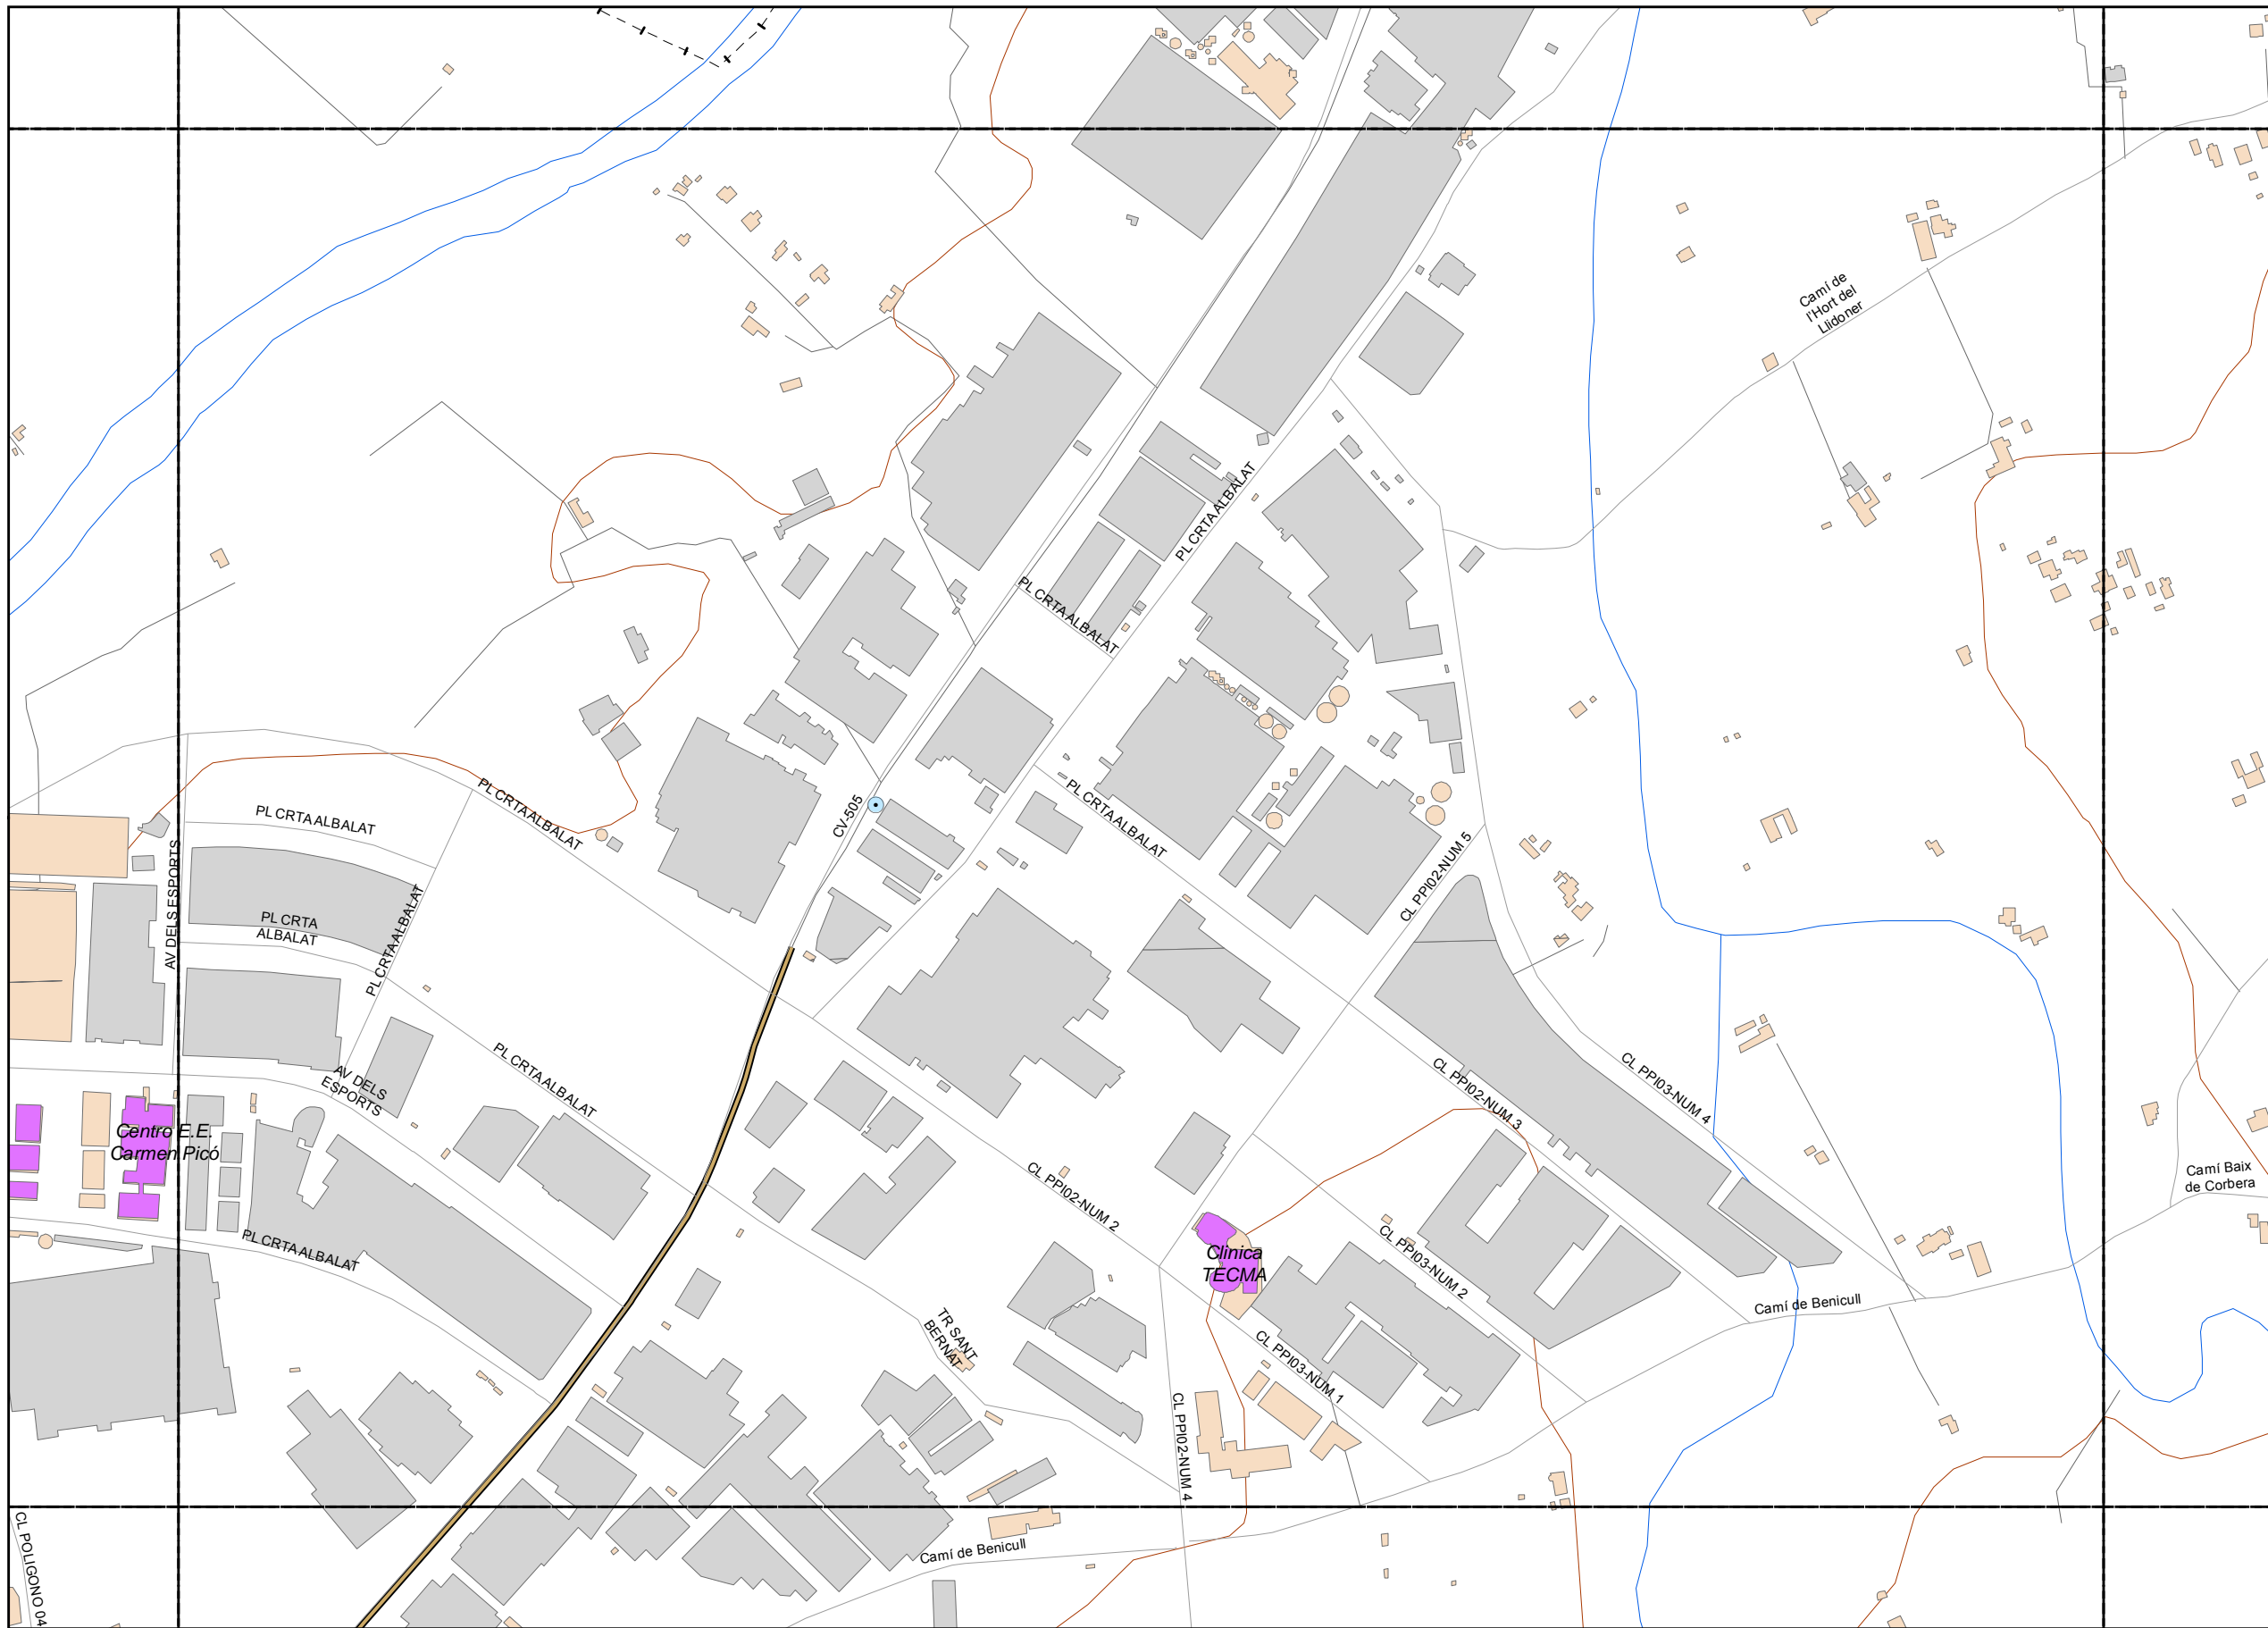 Camí de
l'Hort del
Llidoner
PL CRTA ALBALAT
PL CRTA ALBALAT
PL CRTA ALBALAT
PL CRTA ALBALAT
CV-505
PL CRTA ALBALAT
AV DELS ESPORTS
CL PPI02-NUM 5
PL CRTA ALBALAT
PL CRTA
ALBALAT
PL CRTA ALBALAT
AV DELS
ESPORTS
CL PPI02-NUM 3
CL PPI03-NUM 4
Centro E.E.
Carmen Picó
CL PPI02-NUM 2
Camí Baix
de Corbera
PL CRTA ALBALAT
Clinica
TECMA
CL PPI03-NUM 2
Camí de Benicull
TR SANT
BERNAT
CL PPI03-NUM 1
CL PPI02-NUM 4
CL POLIGONO 04
Camí de Benicull